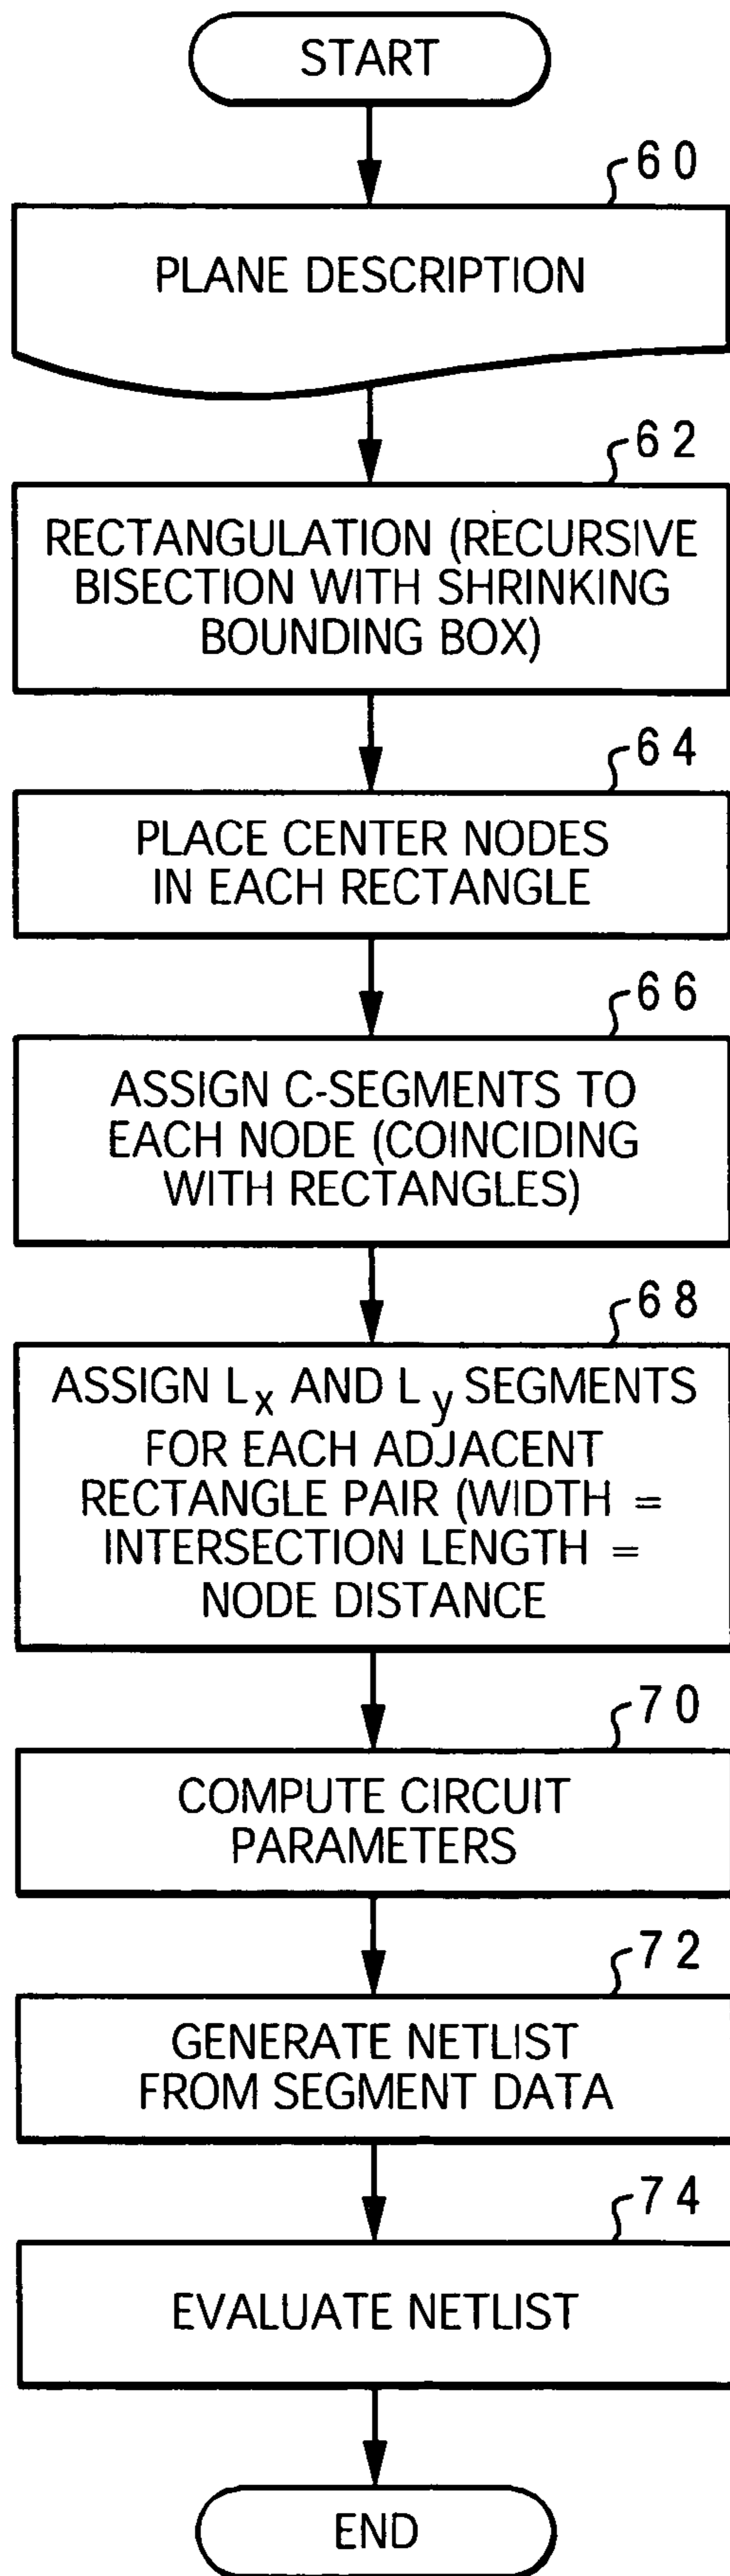 START
60
PLANE DESCRIPTION
62
RECTANGULATION (RECURSIVE
BISECTION WITH SHRINKING
BOUNDING BOX)
64
PLACE CENTER NODES
IN EACH RECTANGLE
66
ASSIGN C-SEGMENTS TO
EACH NODE (COINCIDING
WITH RECTANGLES)
68
ASSIGN Lx AND Ly SEGMENTS
FOR EACH ADJACENT
RECTANGLE PAIR (WIDTH =
INTERSECTION LENGTH =
NODE DISTANCE
70
COMPUTE CIRCUIT
PARAMETERS
72
GENERATE NETLIST
FROM SEGMENT DATA
74
EVALUATE NETLIST
END